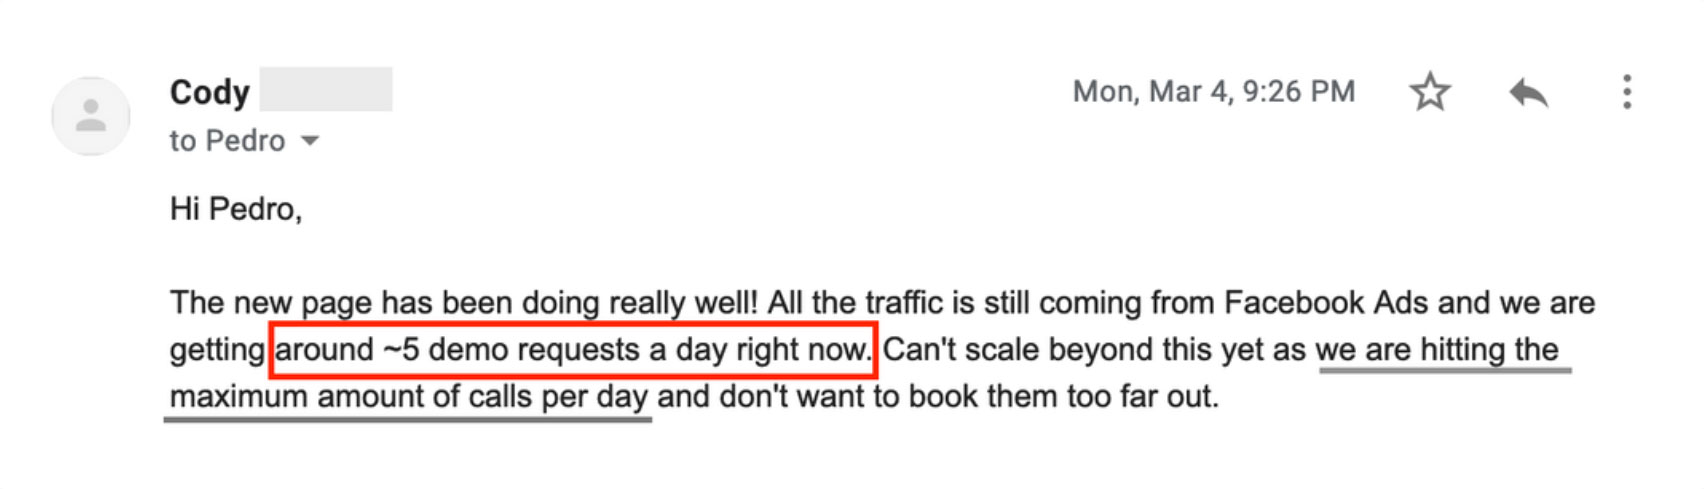 Cody
Mon, Mar 4, 9:26 PM
to Pedro
Hi Pedro,
The new page has been doing really well! All the traffic is still coming from Facebook Ads and we are
getting around ~5 demo requests a day right now. Can't scale beyond this yet as we are hitting the
maximum amount of calls per day and don't want to book them too far out.